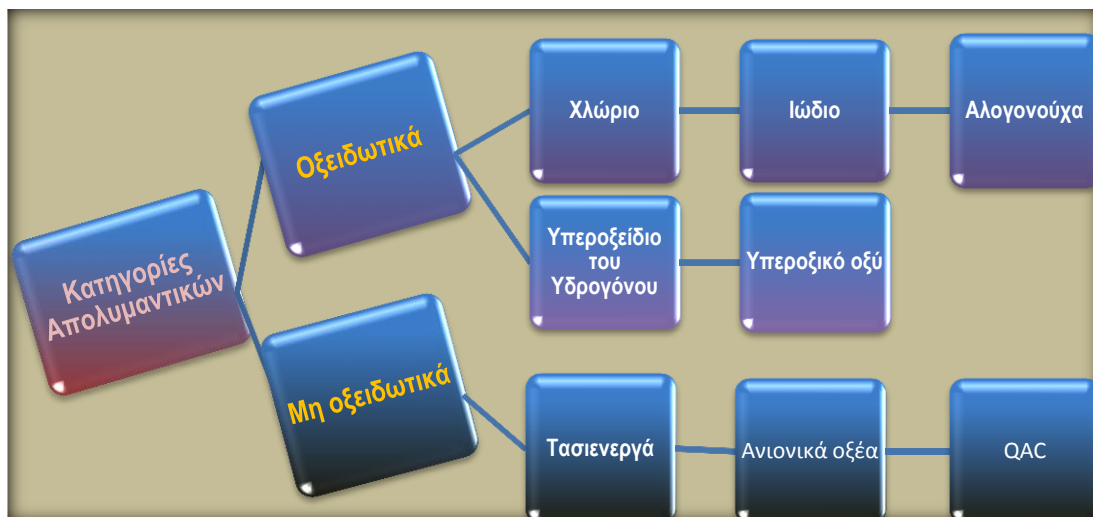 Κατηγορίες
Απολυμαντικών
Οξειδωτικά
Χλώριο
Ιώδιο
Αλογονούχα
Υπεροξείδιο
του
Υδρογόνου
Υπεροξικό οξύ
Μη οξειδωτικά
Τασιενεργά
Ανιονικά οξέα
QAC